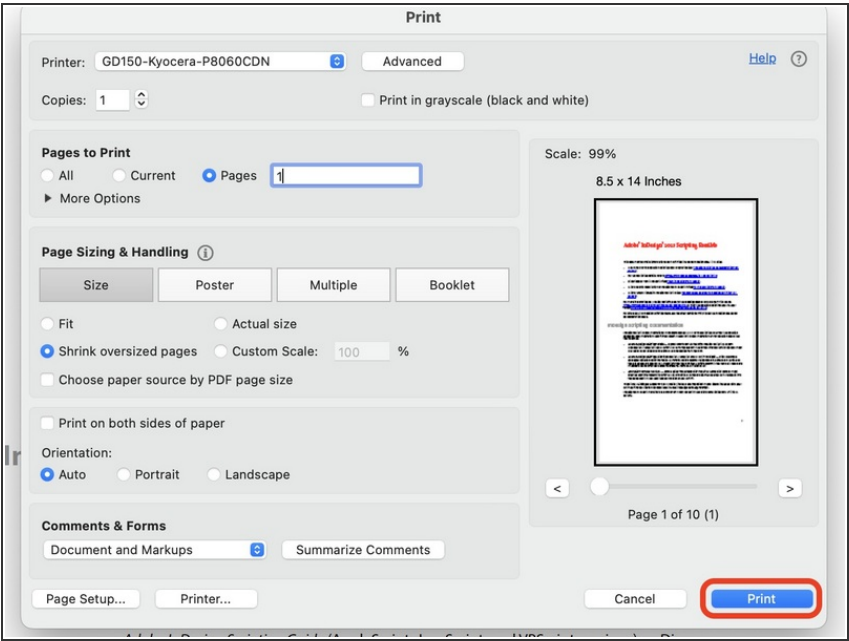 Print
Printer: GD150-Kyocera-P8060CDN Advanced Help ?
Copies: 1 Print in grayscale (black and white)
Pages to Print
All Current Pages 1
More Options
Scale: 99%
8.5 x 14 Inches
Page Sizing & Handling i
Size Poster Multiple Booklet
Fit Actual size
Shrink oversized pages Custom Scale: 100 %
Choose paper source by PDF page size
Print on both sides of paper
Orientation:
Auto Portrait Landscape
< >
Page 1 of 10 (1)
Comments & Forms
Document and Markups Summarize Comments
Page Setup... Printer... Cancel Print